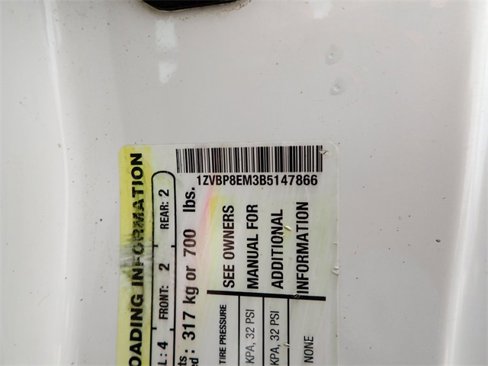 1ZVBP8EM3B5147866
OADING INFORMATION
L: 4 FRONT: 2 REAR: 2
317 kg or 700 lbs.
TIRE PRESSURE SEE OWNERS
KPA, 32 PSI MANUAL FOR
KPA, 32 PSI ADDITIONAL
NONE INFORMATION